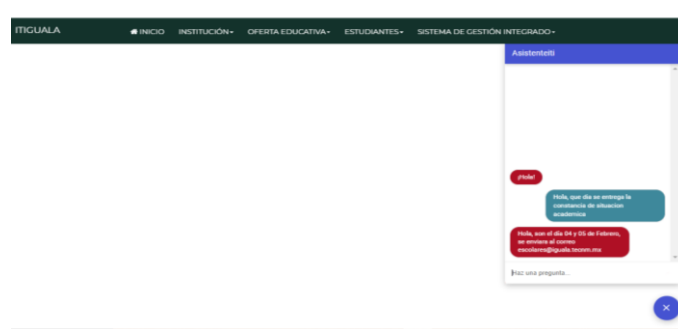 ITIGUALA
INICIO INSTITUCIÓN OFERTA EDUCATIVA ESTUDIANTES SISTEMA DE GESTIÓN INTEGRADO
Asistenteiti
¡Hola!
Hola, que dia se entrega la
constancia de situacion
academica
Hola, son el día 04 y 05 de Febrero,
se enviara al correo
escolares@iguala.tecnm.mx
Haz una pregunta...